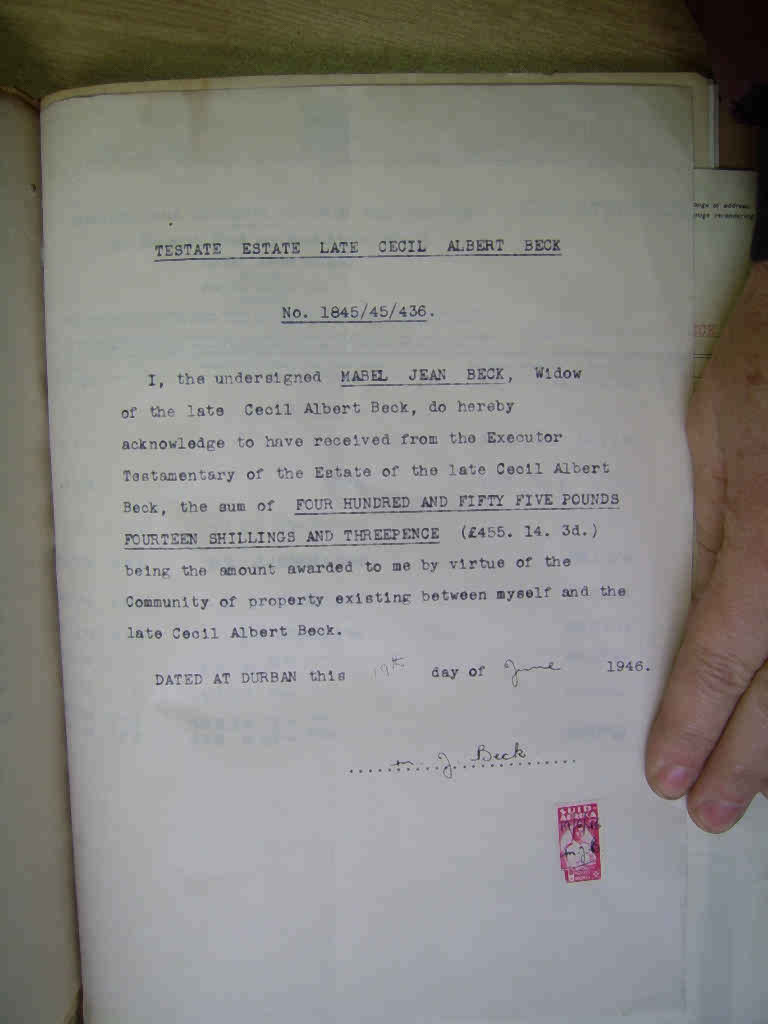 TESTATE ESTATE LATE CECIL ALBERT BECK
No. 1845/45/436.
I, the undersigned MABEL JEAN BECK, Widow
of the late Cecil Albert Beck, do hereby
acknowledge to have received from the Executor
Testamentary of the Estate of the late Cecil Albert
Beck, the sum of FOUR HUNDRED AND FIFTY FIVE POUNDS
FOURTEEN SHILLINGS AND THREEPENCE (£455. 14. 3d.)
being the amount awarded to me by virtue of the
Community of property existing between myself and the
late Cecil Albert Beck.
DATED AT DURBAN this 19th day of June 1946.
M. J. Beck
SUID-
AFRIKA